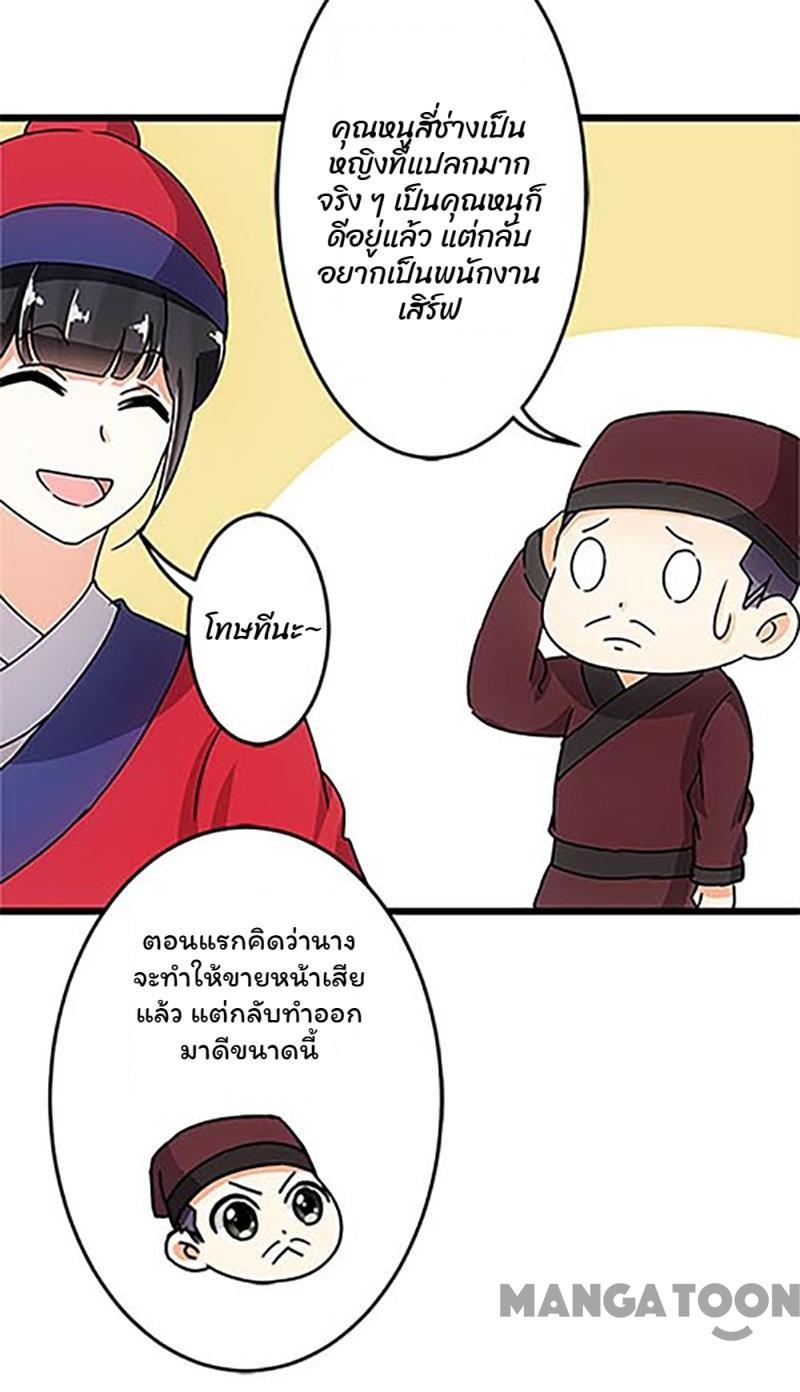 คุณหนูสี่ช่างเป็น
หญิงที่แปลกมาก
จริง ๆ เป็นคุณหนุก็
ดีอยู่แล้ว แต่กลับ
อยากเป็นพนักงาน
เสิร์ฟ
โทษทีนะ~
ตอนแรกคิดว่านาง
จะทำให้ขายหน้าเสีย
แล้ว แต่กลับทำออก
มาดีขนาดนี้
MANGATOON